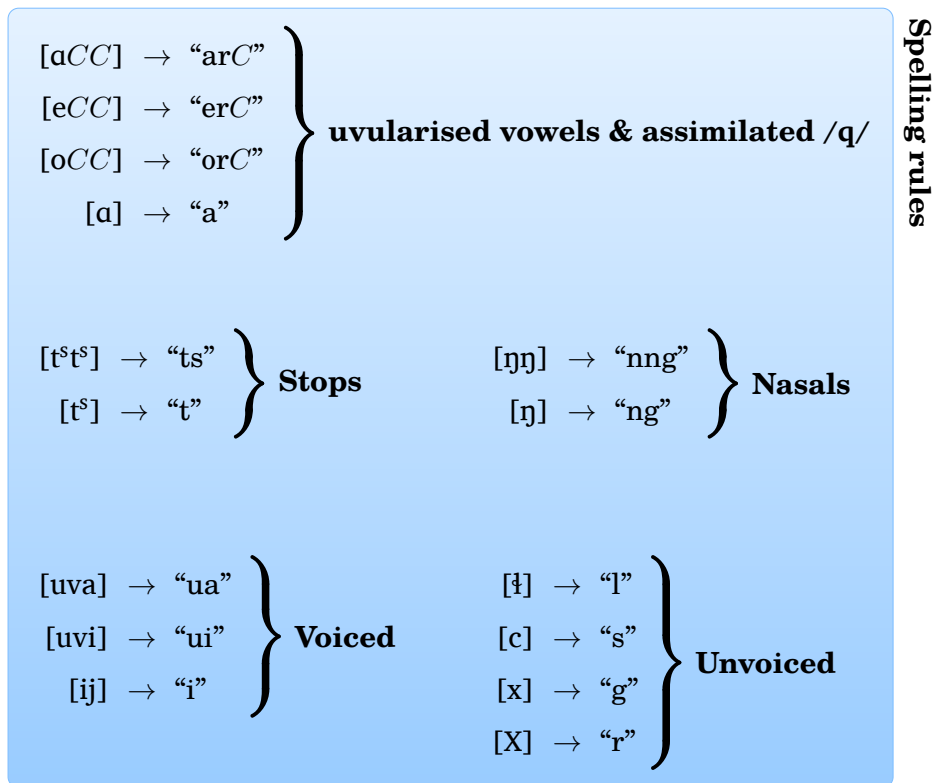 [ɑCC] → “arC”
[eCC] → “erC”
[oCC] → “orC”
[ɑ] → “a”
uvularised vowels & assimilated /q/
[tˢtˢ] → “ts”
[tˢ] → “t”
Stops
[ŋŋ] → “nng”
[ŋ] → “ng”
Nasals
[uva] → “ua”
[uvi] → “ui”
[ij] → “i”
Voiced
[ɬ] → “l”
[c] → “s”
[x] → “g”
[X] → “r”
Unvoiced
Spelling rules